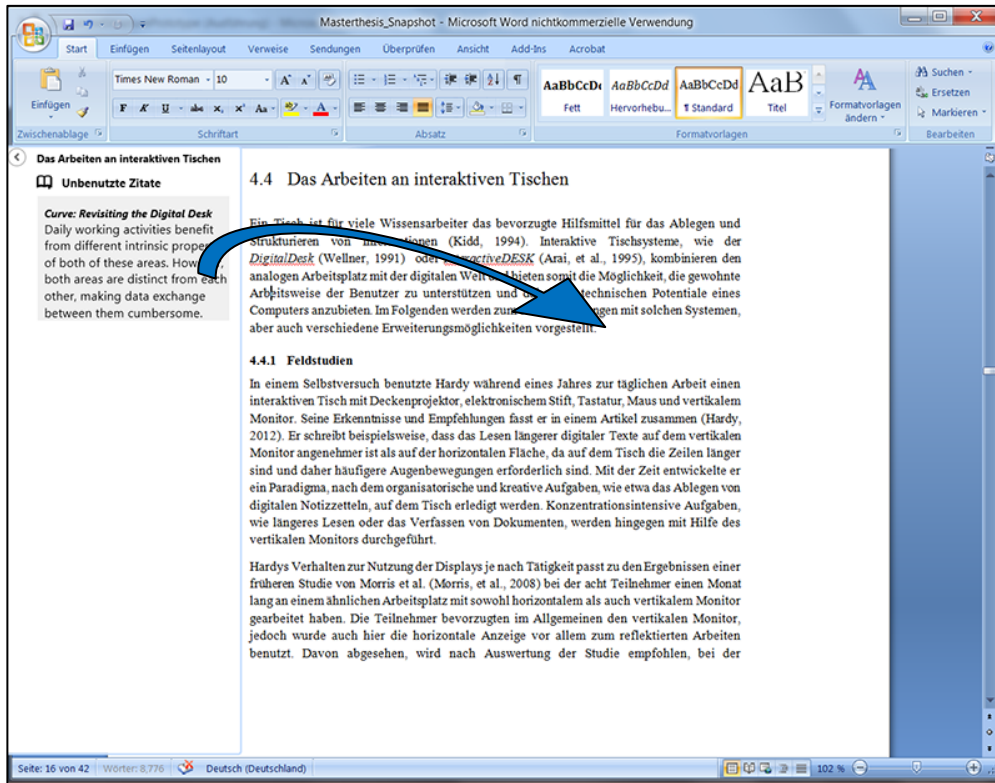 Masterthesis_Snapshot - Microsoft Word nichtkommerzielle Verwendung
Start Einfügen Seitenlayout Verweise Sendungen Überprüfen Ansicht Add-Ins Acrobat
Einfügen
Zwischenablage
Times New Roman 10
F K U abc x, x² Aa A
Schriftart
Absatz
AaBbCcDc AaBbCcDd AaBbCcDd AaB
Fett Hervorhebu... ¶ Standard Titel
Formatvorlagen ändern
Formatvorlagen
Suchen
Ersetzen
Markieren
Bearbeiten
Das Arbeiten an interaktiven Tischen
Unbenutzte Zitate
Curve: Revisiting the Digital Desk
Daily working activities benefit
from different intrinsic
of both of these areas.
both areas are distinct from each
other, making data exchange
between them cumbersome.
4.4 Das Arbeiten an interaktiven Tischen
Ein Tisch ist für viele Wissensarbeiter das bevorzugte Hilfsmittel für das Ablegen und
Strukturieren von (Kidd, 1994). Interaktive Tischsysteme, wie der
DigitalDesk (Wellner, 1991) oder (Arai, et al., 1995), kombinieren den
analogen Arbeitsplatz mit der digitalen Welt bieten somit die Möglichkeit, die gewohnte
Arbeitsweise der Benutzer zu unterstützen und technischen Potentiale eines
Computers anzubieten. Im Folgenden werden mit solchen Systemen,
aber auch verschiedene Erweiterungsmöglichkeiten vorgestellt.
4.4.1 Feldstudien
In einem Selbstversuch benutzte Hardy während eines Jahres zur täglichen Arbeit einen
interaktiven Tisch mit Deckenprojektor, elektronischem Stift, Tastatur, Maus und vertikalem
Monitor. Seine Erkenntnisse und Empfehlungen fasst er in einem Artikel zusammen (Hardy,
2012). Er schreibt beispielsweise, dass das Lesen längerer digitaler Texte auf dem vertikalen
Monitor angenehmer ist als auf der horizontalen Fläche, da auf dem Tisch die Zeilen länger
sind und daher häufigere Augenbewegungen erforderlich sind. Mit der Zeit entwickelte er
ein Paradigma, nach dem organisatorische und kreative Aufgaben, wie etwa das Ablegen von
digitalen Notizzetteln, auf dem Tisch erledigt werden. Konzentrationsintensive Aufgaben,
wie längeres Lesen oder das Verfassen von Dokumenten, werden hingegen mit Hilfe des
vertikalen Monitors durchgeführt.
Hardys Verhalten zur Nutzung der Displays je nach Tätigkeit passt zu den Ergebnissen einer
früheren Studie von Morris et al. (Morris, et al., 2008) bei der acht Teilnehmer einen Monat
lang an einem ähnlichen Arbeitsplatz mit sowohl horizontalem als auch vertikalem Monitor
gearbeitet haben. Die Teilnehmer bevorzugten im Allgemeinen den vertikalen Monitor,
jedoch wurde auch hier die horizontale Anzeige vor allem zum reflektierten Arbeiten
benutzt. Davon abgesehen, wird nach Auswertung der Studie empfohlen, bei der
Seite: 16 von 42 Wörter: 8,776 Deutsch (Deutschland) 102 %